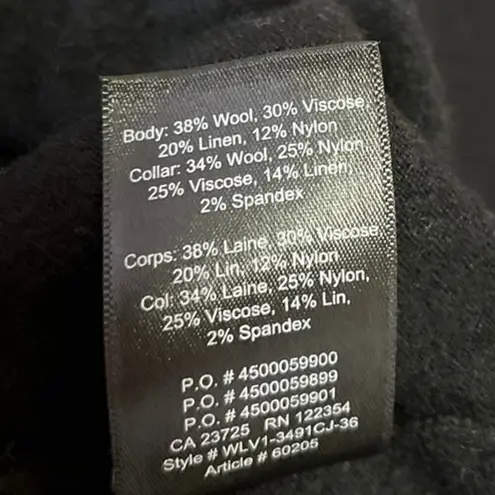 Body: 38% Wool, 30% Viscose,
20% Linen, 12% Nylon
Collar: 34% Wool, 25% Nylon,
25% Viscose, 14% Linen,
2% Spandex
Corps: 38% Laine, 30% Viscose
20% Lin, 12% Nylon
Col: 34% Laine, 25% Nylon,
25% Viscose, 14% Lin,
2% Spandex
P.O. # 4500059900
P.O. # 4500059899
P.O. # 4500059901
CA 23725 RN 122354
Style # WLV1-3491CJ-36
Article # 60205